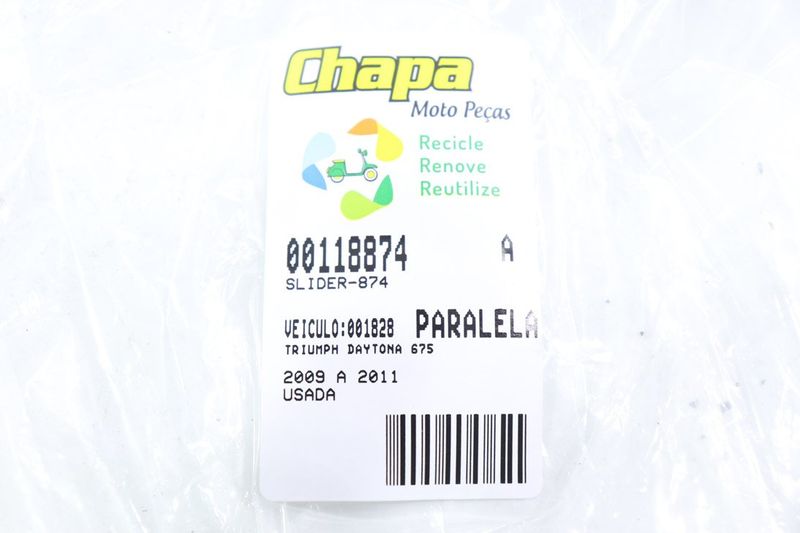 Chapa
Moto Peças
Recicle
Renove
Reutilize
00118874 A
SLIDER-874
VEICULO:001828 PARALELA
TRIUMPH DAYTONA 675
2009 A 2011
USADA